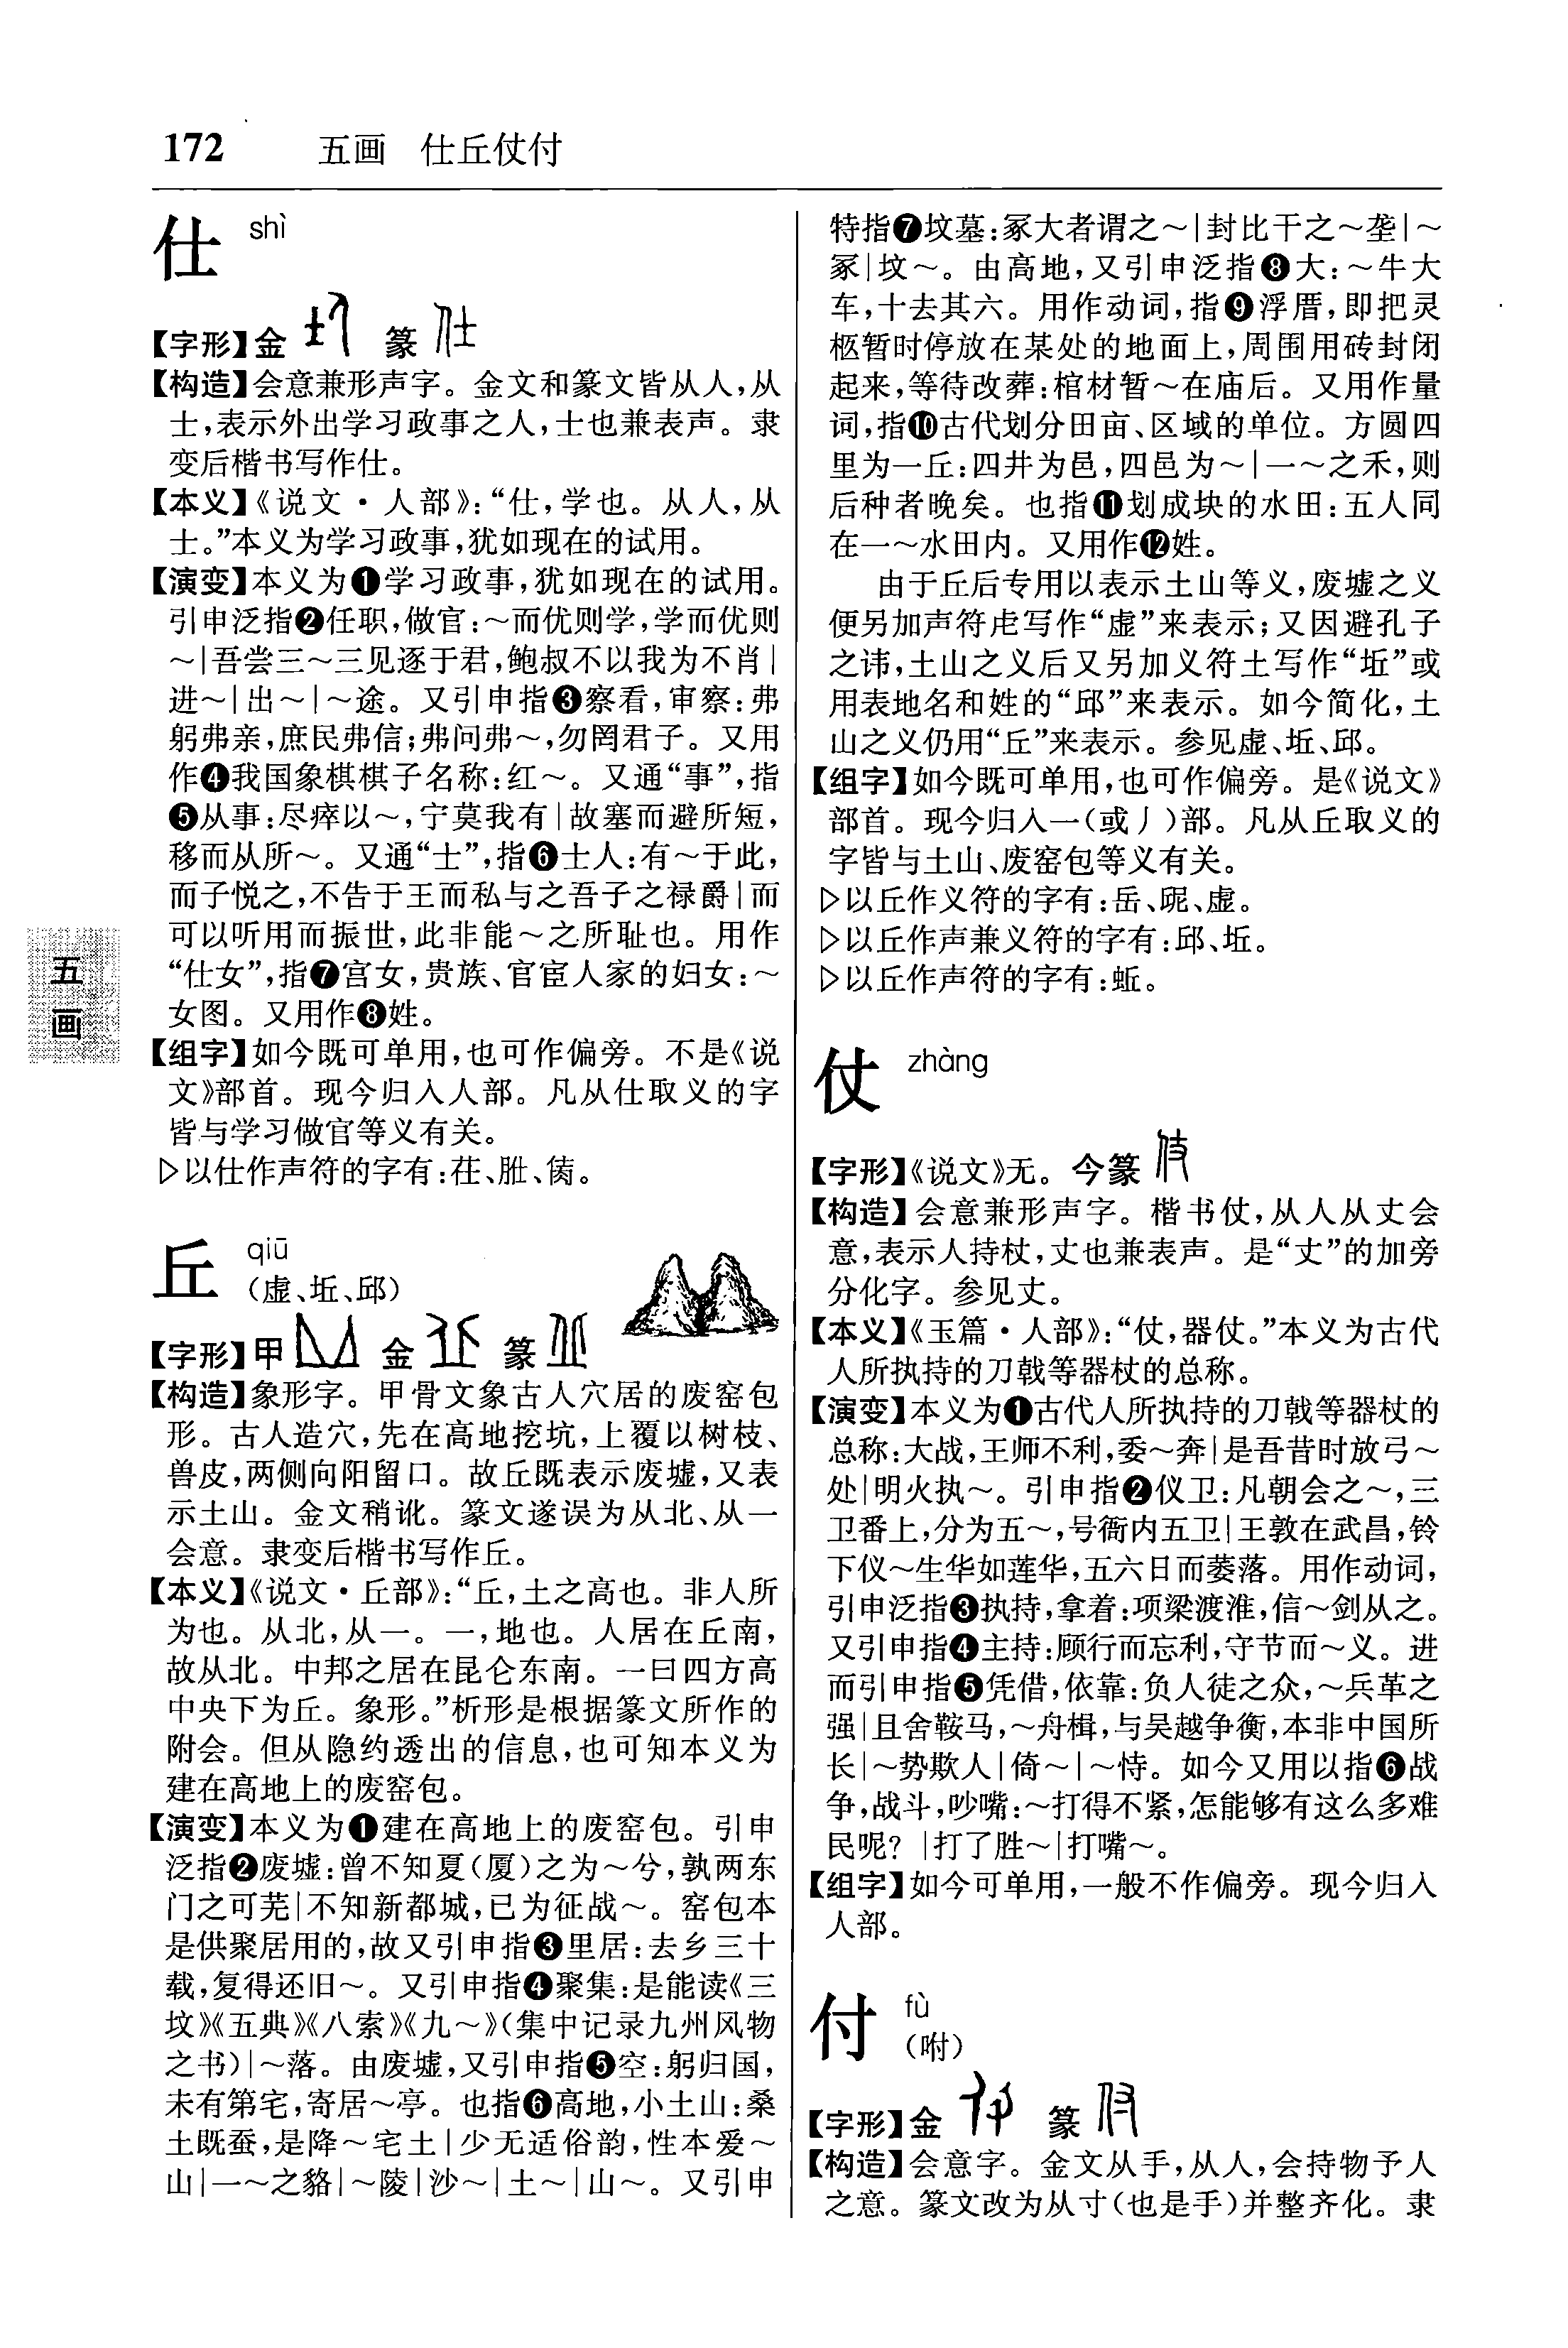 172 五画 仕丘仗付
仕 shì
【字形】金 篆
【构造】会意兼形声字。金文和篆文皆从人,从
士,表示外出学习政事之人,士也兼表声。隶
变后楷书写作仕。
【本义】《说文·人部》:“仕,学也。从人,从
士。”本义为学习政事,犹如现在的试用。
【演变】本义为❶学习政事,犹如现在的试用。
引申泛指❷任职,做官:~而优则学,学而优则
~|吾尝三~三见逐于君,鲍叔不以我为不肖|
进~|出~|~途。又引申指❸察看,审察:弗
躬弗亲,庶民弗信;弗问弗~,勿罔君子。又用
作❹我国象棋棋子名称:红~。又通“事”,指
❺从事:尽瘁以~,宁莫我有|故塞而避所短,
移而从所~。又通“士”,指❻士人:有~于此,
而子悦之,不告于王而私与之吾子之禄爵|而
可以听用而振世,此非能~之所耻也。用作
“仕女”,指❼宫女,贵族、官宦人家的妇女:~
女图。又用作❽姓。
【组字】如今既可单用,也可作偏旁。不是《说
文》部首。现今归入人部。凡从仕取义的字
皆与学习做官等义有关。
▷以仕作声符的字有:茌、
丘 qiū
(虚、坵、邱)
【字形】甲 金 篆
【构造】象形字。甲骨文象古人穴居的废窑包
形。古人造穴,先在高地挖坑,上覆以树枝、
兽皮,两侧向阳留口。故丘既表示废墟,又表
示土山。金文稍讹。篆文遂误为从北、从一
会意。隶变后楷书写作丘。
【本义】《说文·丘部》:“丘,土之高也。非人所
为也。从北,从一。一,地也。人居在丘南,
故从北。中邦之居在昆仑东南。一曰四方高
中央下为丘。象形。”析形是根据篆文所作的
附会。但从隐约透出的信息,也可知本义为
建在高地上的废窑包。
【演变】本义为❶建在高地上的废窑包。引申
泛指❷废墟:曾不知夏(厦)之为~兮,孰两东
门之可芜|不知新都城,已为征战~。窑包本
是供聚居用的,故又引申指❸里居:去乡三十
载,复得还旧~。又引申指❹聚集:是能读《三
坟》《五典》《八索》《九~》(集中记录九州风物
之书)|~落。由废墟,又引申指❺空:躬归国,
未有第宅,寄居~亭。也指❻高地,小土山:桑
土既蚕,是降~宅土|少无适俗韵,性本爱~
山|一~之貉|~陵|沙~|土~|山~。又引申
特指❼坟墓:冢大者谓之~|封比干之~垄|~
冢|坟~。由高地,又引申泛指❽大:~牛大
车,十去其六。用作动词,指❾浮厝,即把灵
柩暂时停放在某处的地面上,周围用砖封闭
起来,等待改葬:棺材暂~在庙后。又用作量
词,指❿古代划分田亩、区域的单位。方圆四
里为一丘:四井为邑,四邑为~|一~之禾,则
后种者晚矣。也指⓫划成块的水田:五人同
在一~水田内。又用作⓬姓。
由于丘后专用以表示土山等义,废墟之义
便另加声符虍写作“虚”来表示;又因避孔子
之讳,土山之义后又另加义符土写作“坵”或
用表地名和姓的“邱”来表示。如今简化,土
山之义仍用“丘”来表示。参见虚、坵、邱。
【组字】如今既可单用,也可作偏旁。是《说文》
部首。现今归入一(或丿)部。凡从丘取义的
字皆与土山、废窑包等义有关。
▷以丘作义符的字有:岳、虚。
▷以丘作声兼义符的字有:邱、坵。
▷以丘作声符的字有:蚯。
仗 zhàng
【字形】《说文》无。今篆
【构造】会意兼形声字。楷书仗,从人从丈会
意,表示人持杖,丈也兼表声。是“丈”的加旁
分化字。参见丈。
【本义】《玉篇·人部》:“仗,器仗。”本义为古代
人所执持的刀戟等器杖的总称。
【演变】本义为❶古代人所执持的刀戟等器杖的
总称:大战,王师不利,委~奔|是吾昔时放弓~
处|明火执~。引申指❷仪卫:凡朝会之~,三
卫番上,分为五~,号衙内五卫|王敦在武昌,铃
下仪~生华如莲华,五六日而萎落。用作动词,
引申泛指❸执持,拿着:项梁渡淮,信~剑从之。
又引申指❹主持:顾行而忘利,守节而~义。进
而引申指❺凭借,依靠:负人徒之众,~兵革之
强|且舍鞍马,~舟楫,与吴越争衡,本非中国所
长|~势欺人|倚~|~恃。如今又用以指❻战
争,战斗,吵嘴:~打得不紧,怎能够有这么多难
民呢?|打了胜~|打嘴~。
【组字】如今可单用,一般不作偏旁。现今归入
人部。
付 fù
(咐)
【字形】金 篆
【构造】会意字。金文从手,从人,会持物予人
之意。篆文改为从寸(也是手)并整齐化。隶
五
画